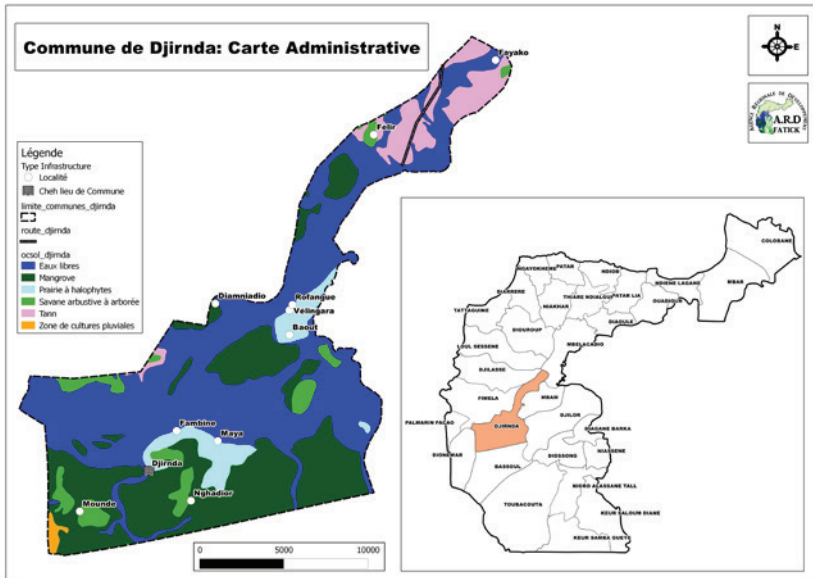 Commune de Djirnda: Carte Administrative
N
E
AGENCE RÉGIONALE DE DÉVELOPPEMENT
A.R.D
FATICK
Fayako
Felir
Légende
Type Infrastructure
Localité
Cheh lieu de Commune
limite_communes_djirnda
route_djirnda
ocsol_djirnda
Eaux libres
Mangrove
Prairie à halophytes
Savane arbustive à arborée
Tann
Zone de cultures pluviales
Diamniadio
Rofangue
Velingara
Baout
Fambine
Maya
Djirnda
Nghadior
Mounde
0
5000
10000
COLOBANE
MBAR
NGAYOKHEME
PATAR
NDIOB
NDIENE LAGANE
DIARRERE
THIARE NDIALGUI
PATAR LIA
OUADIOUR
TATTAGUINE
NIAKHAR
DIOUROUP
DIAOULE
LOUL SESSENE
MBELACADIO
DJILASSE
FIMELA
MBAM
DJILOR
PALMARIN FACAO
DJIRNDA
DIAGANE BARKA
DIONEWAR
DIOSSONG
NIASSENE
BASSOUL
NIORO ALASSANE TALL
TOUBACOUTA
KEUR SALOUM DIANE
KEUR SAMBA GUEYE